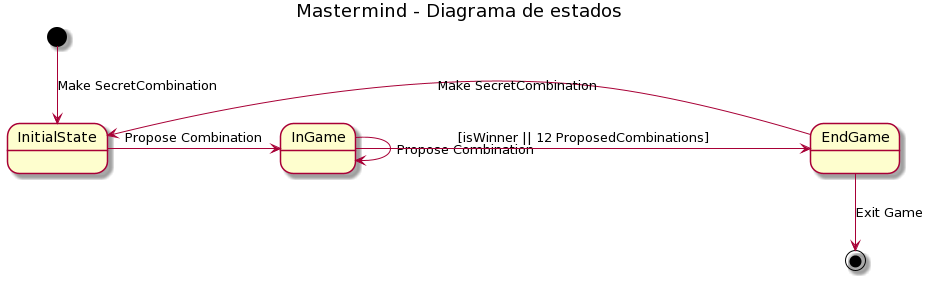 Mastermind - Diagrama de estados
Make SecretCombination
Make SecretCombination
InitialState
Propose Combination
InGame
[isWinner || 12 ProposedCombinations]
EndGame
Propose Combination
Exit Game